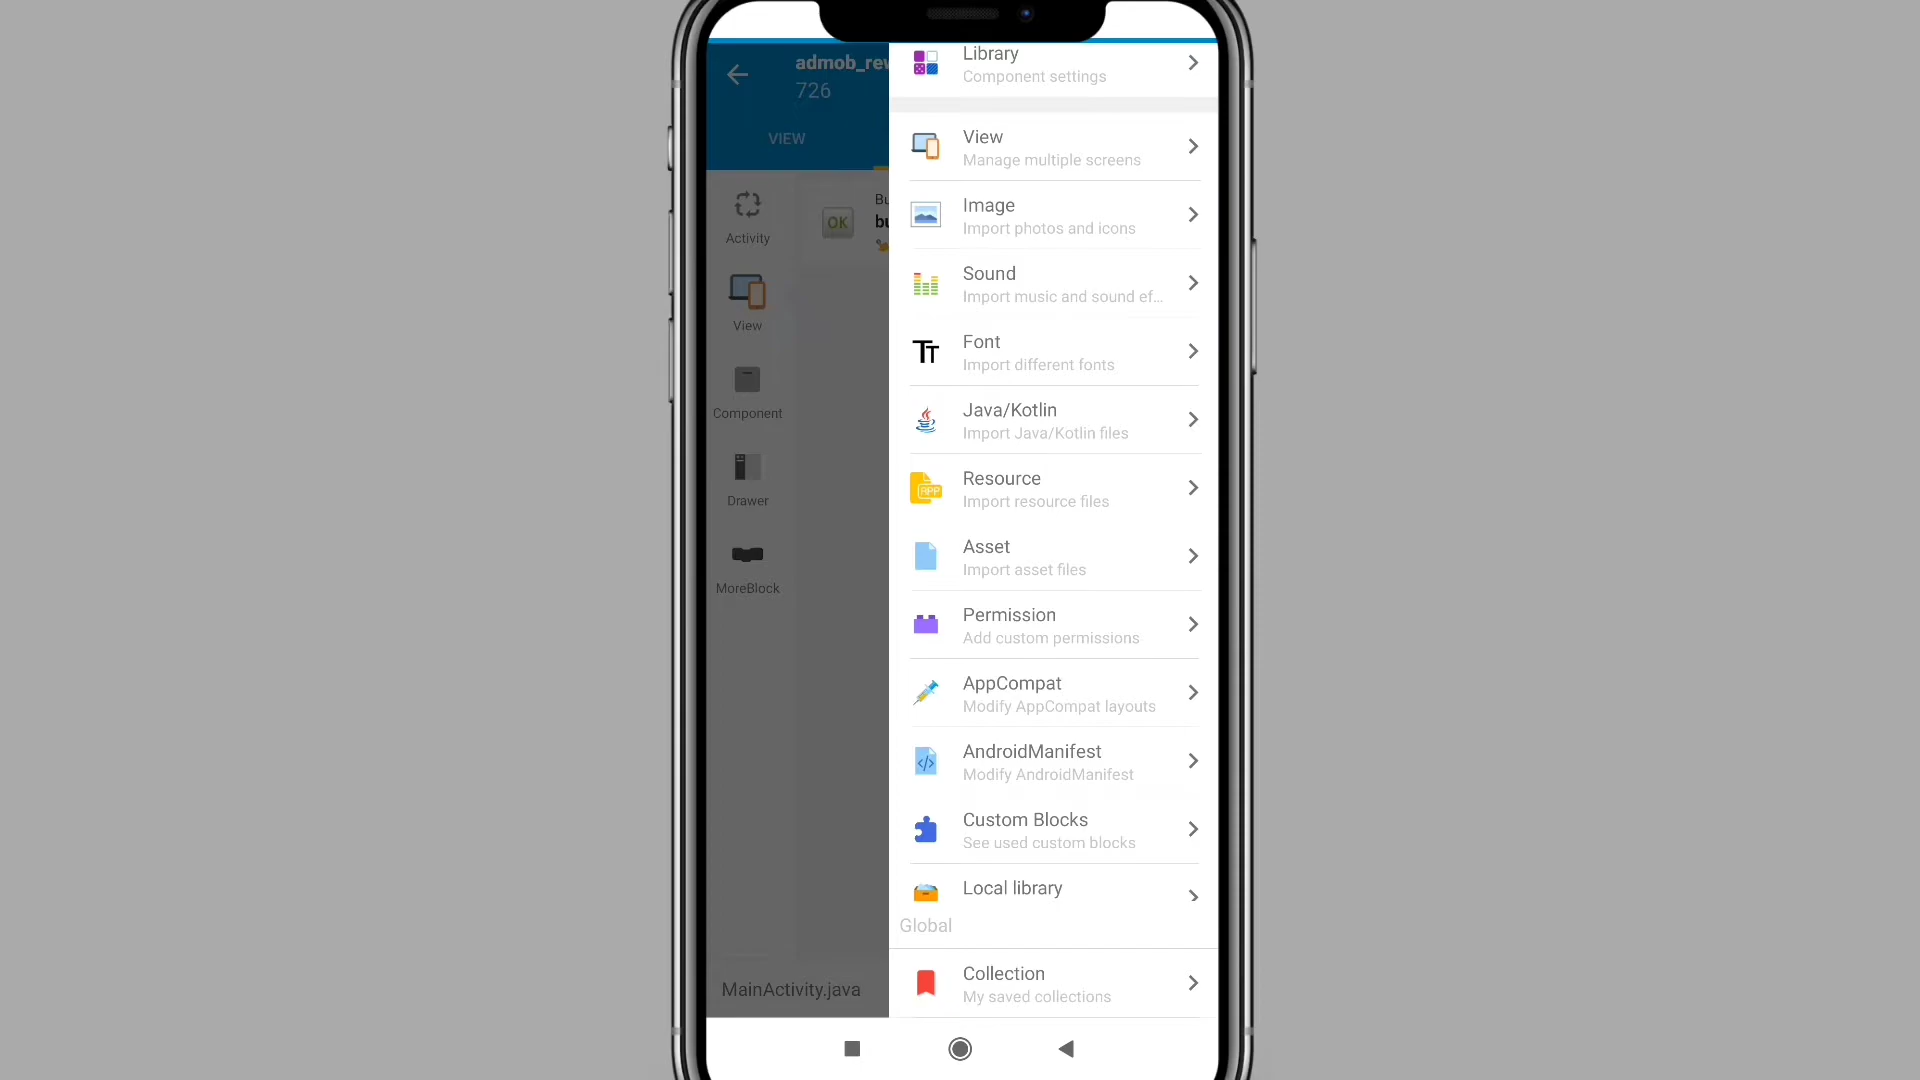 admob_rew
726
VIEW
Activity
View
Component
Drawer
MoreBlock
OK
MainActivity.java
Library
Component settings
View
Manage multiple screens
Image
Import photos and icons
Sound
Import music and sound ef...
Font
Import different fonts
Java/Kotlin
Import Java/Kotlin files
Resource
Import resource files
RPP
Asset
Import asset files
Permission
Add custom permissions
AppCompat
Modify AppCompat layouts
AndroidManifest
Modify AndroidManifest
Custom Blocks
See used custom blocks
Local library
Global
Collection
My saved collections